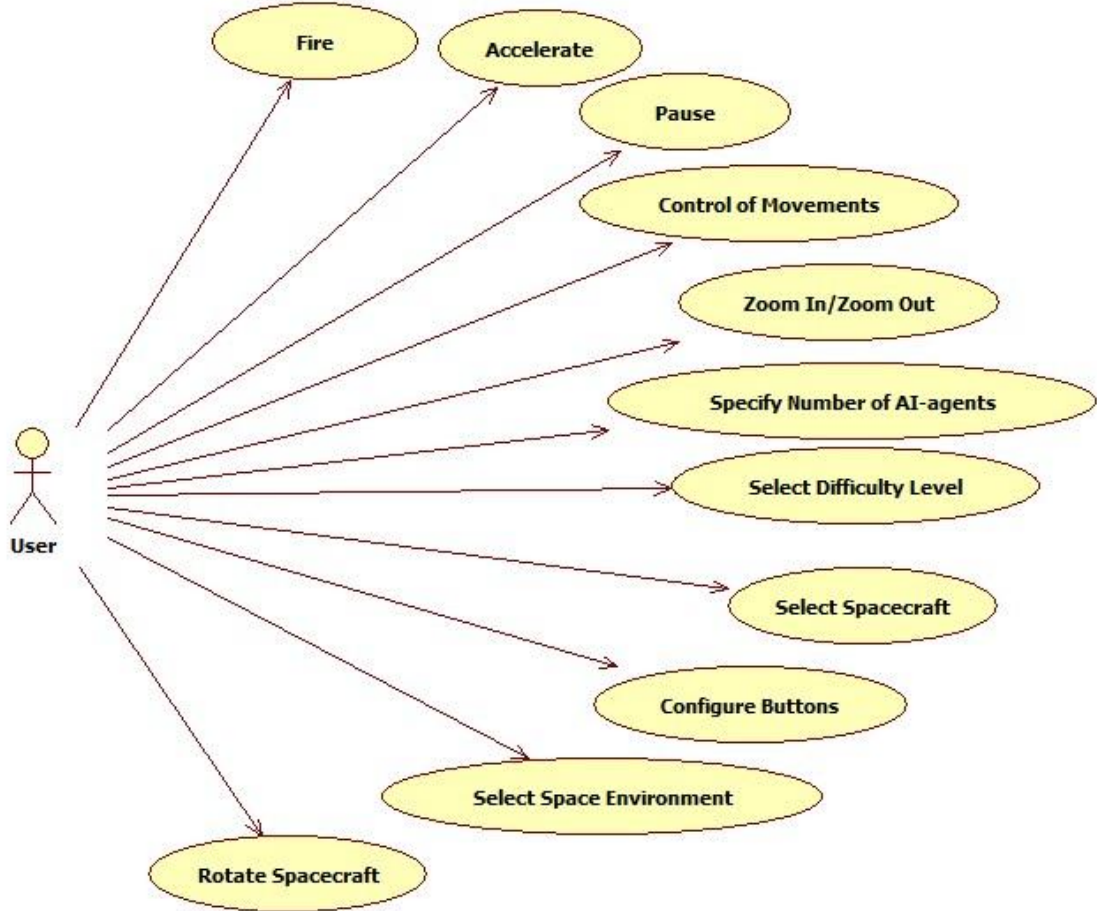 Fire
Accelerate
Pause
Control of Movements
Zoom In/Zoom Out
Specify Number of AI-agents
Select Difficulty Level
User
Select Spacecraft
Configure Buttons
Select Space Environment
Rotate Spacecraft